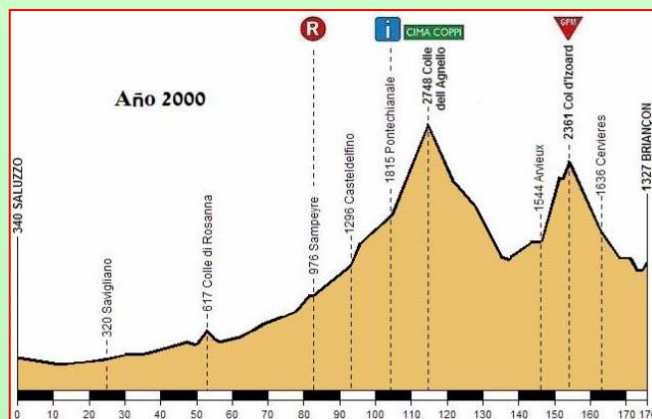 R
i
CIMA COPPI
GPM
Año 2000
340 SALUZZO
320 Savigliano
617 Colle di Rosanna
976 Sampeyre
1296 Casteldelfino
1815 Pontechianale
2748 Colle
dell Agnello
1544 Arvieux
2361 Col d'Izoard
1636 Cervieres
1327 BRIANÇON
0 10 20 30 40 50 60 70 80 90 100 110 120 130 140 150 160 170 176